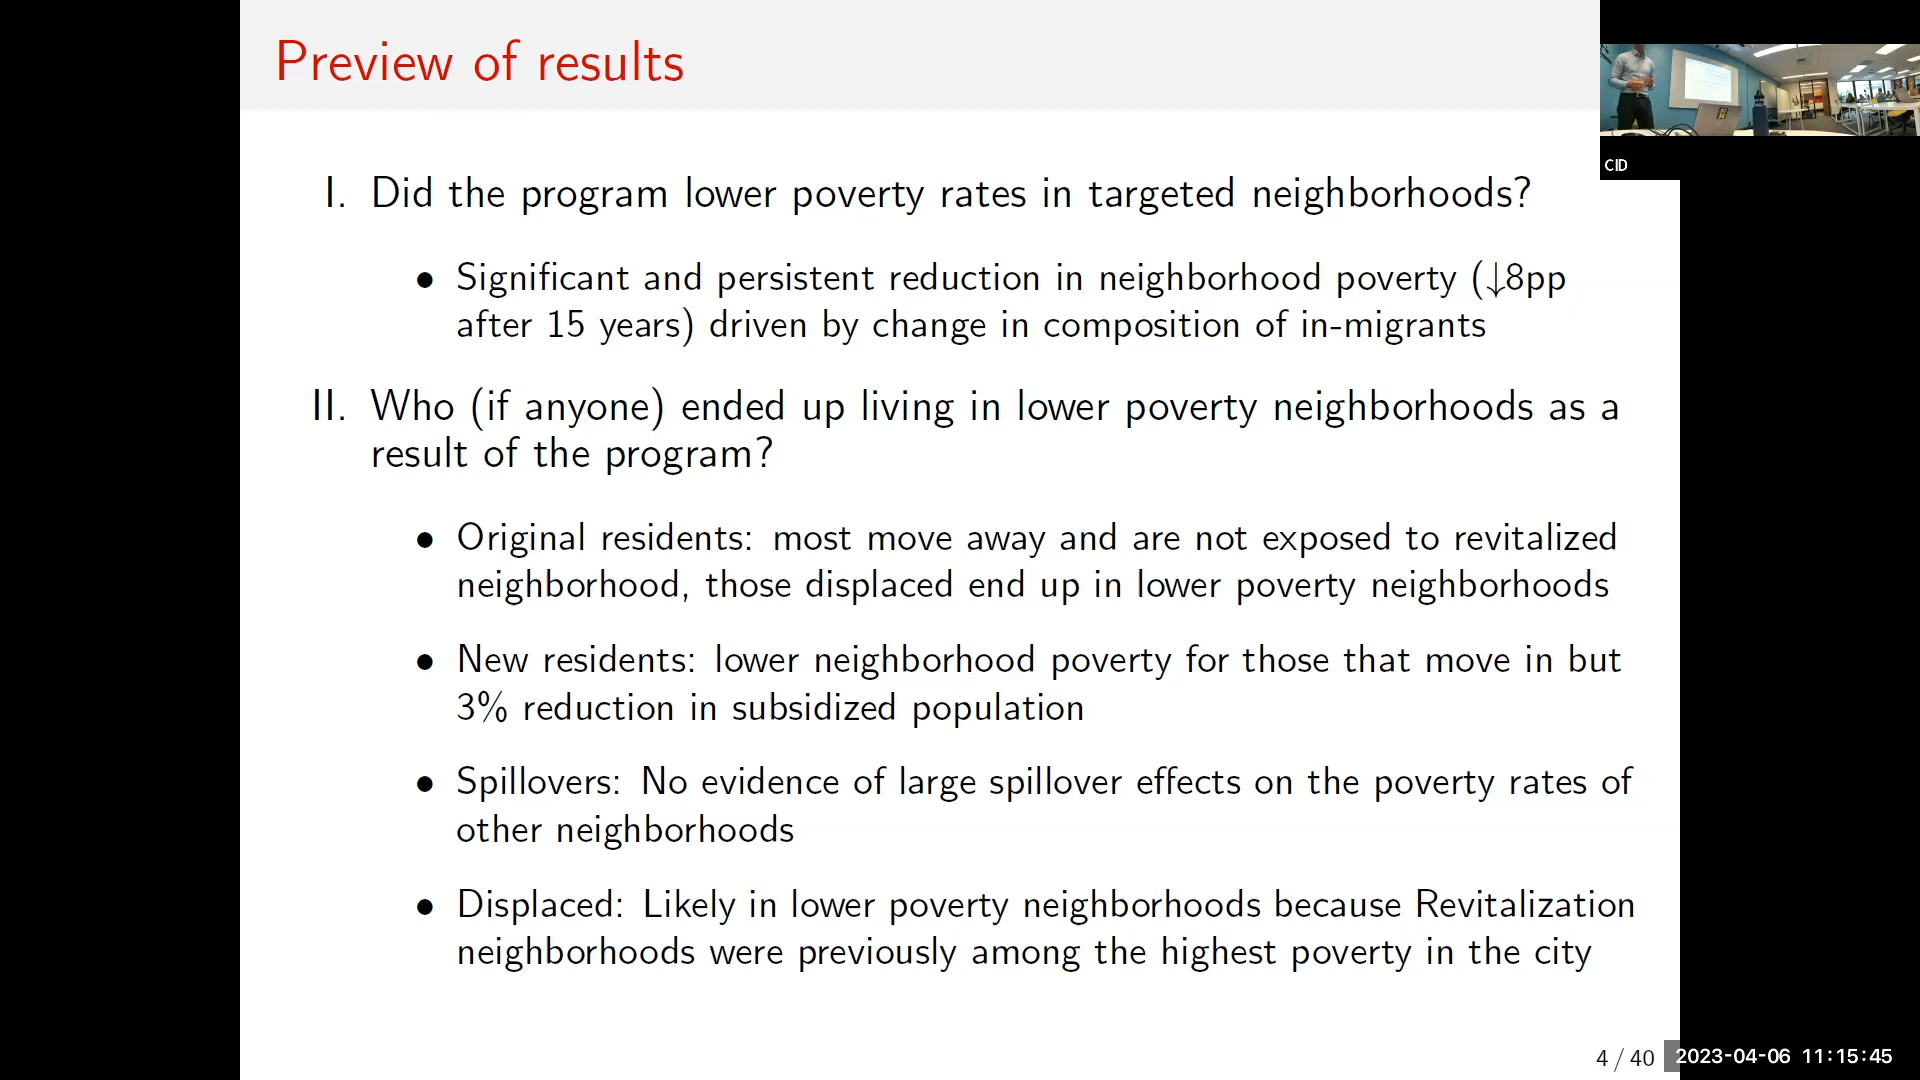 Preview of results
CID
I. Did the program lower poverty rates in targeted neighborhoods?
• Significant and persistent reduction in neighborhood poverty (↓8pp
after 15 years) driven by change in composition of in-migrants
II. Who (if anyone) ended up living in lower poverty neighborhoods as a
result of the program?
• Original residents: most move away and are not exposed to revitalized
neighborhood, those displaced end up in lower poverty neighborhoods
• New residents: lower neighborhood poverty for those that move in but
3% reduction in subsidized population
• Spillovers: No evidence of large spillover effects on the poverty rates of
other neighborhoods
• Displaced: Likely in lower poverty neighborhoods because Revitalization
neighborhoods were previously among the highest poverty in the city
4 / 40
2023-04-06 11:15:45